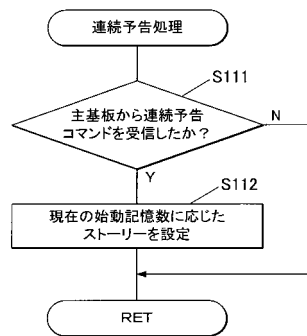 連続予告処理
S111
主基板から連続予告
コマンドを受信したか？
N
Y
S112
現在の始動記憶数に応じた
ストーリーを設定
RET